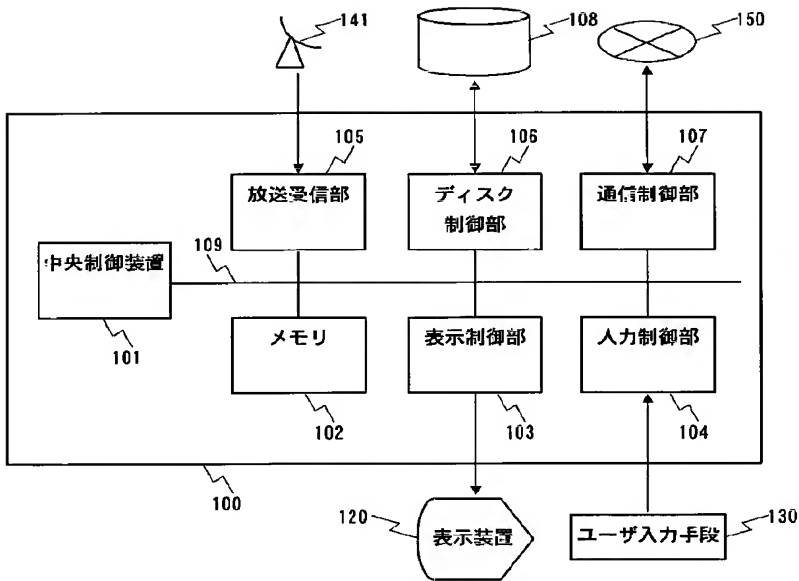 141
108
150
105
106
107
放送受信部
ディスク
制御部
通信制御部
中央制御装置
109
101
メモリ
表示制御部
入力制御部
102
103
104
100
120
表示装置
ユーザ入力手段
130